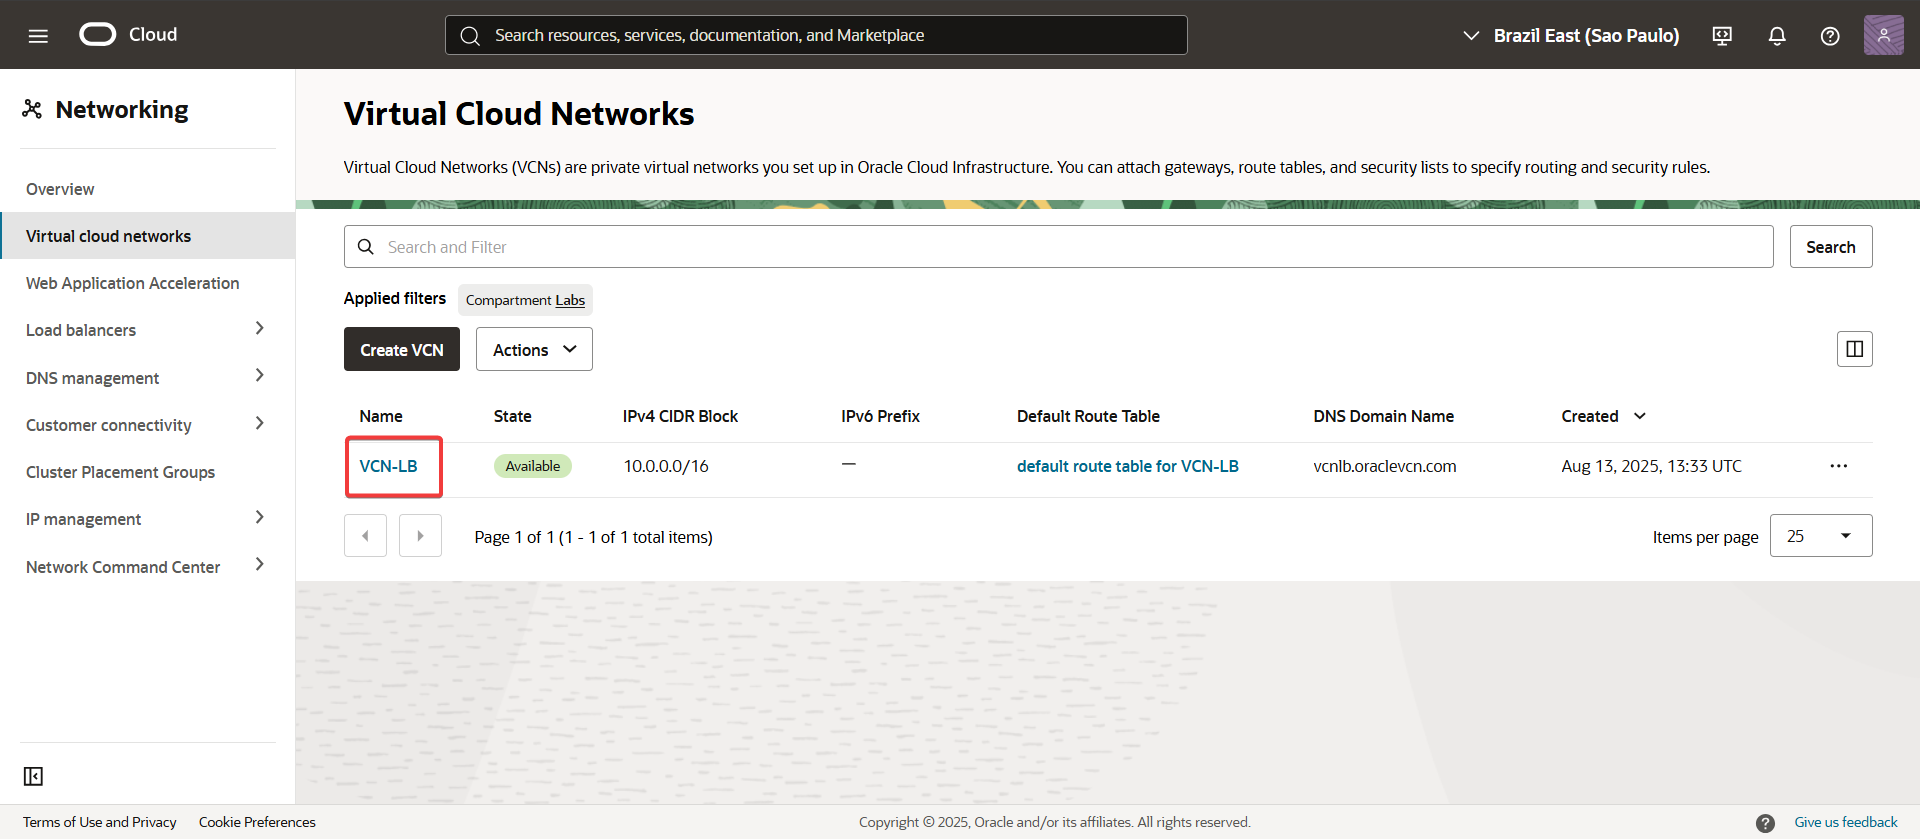 Cloud
Search resources, services, documentation, and Marketplace
Brazil East (Sao Paulo)
Networking
Overview
Virtual cloud networks
Web Application Acceleration
Load balancers
DNS management
Customer connectivity
Cluster Placement Groups
IP management
Network Command Center
Virtual Cloud Networks
Virtual Cloud Networks (VCNs) are private virtual networks you set up in Oracle Cloud Infrastructure. You can attach gateways, route tables, and security lists to specify routing and security rules.
Search and Filter
Search
Applied filters Compartment Labs
Create VCN Actions
Name State IPv4 CIDR Block IPv6 Prefix Default Route Table DNS Domain Name Created
VCN-LB Available 10.0.0.0/16 — default route table for VCN-LB vcnlb.oraclevcn.com Aug 13, 2025, 13:33 UTC
Page 1 of 1 (1 - 1 of 1 total items) Items per page 25
Terms of Use and Privacy Cookie Preferences Copyright © 2025, Oracle and/or its affiliates. All rights reserved. Give us feedback